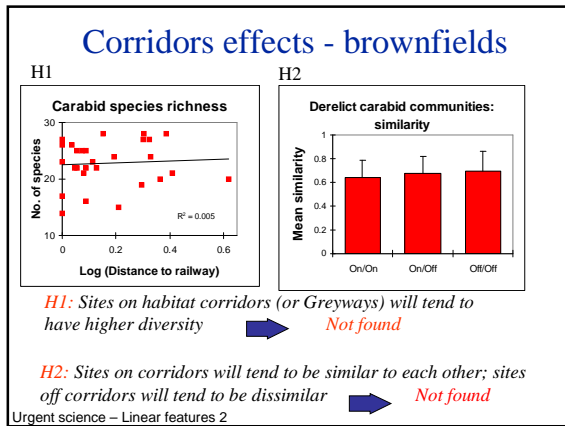 Corridors effects - brownfields
H1
H2
Carabid species richness
No. of species
30
20
10
0
0.2
0.4
0.6
R² = 0.005
Log (Distance to railway)
Derelict carabid communities:
similarity
Mean similarity
1
0.8
0.6
0.4
0.2
0
On/On
On/Off
Off/Off
H1: Sites on habitat corridors (or Greyways) will tend to
have higher diversity Not found
H2: Sites on corridors will tend to be similar to each other; sites
off corridors will tend to be dissimilar Not found
Urgent science – Linear features 2